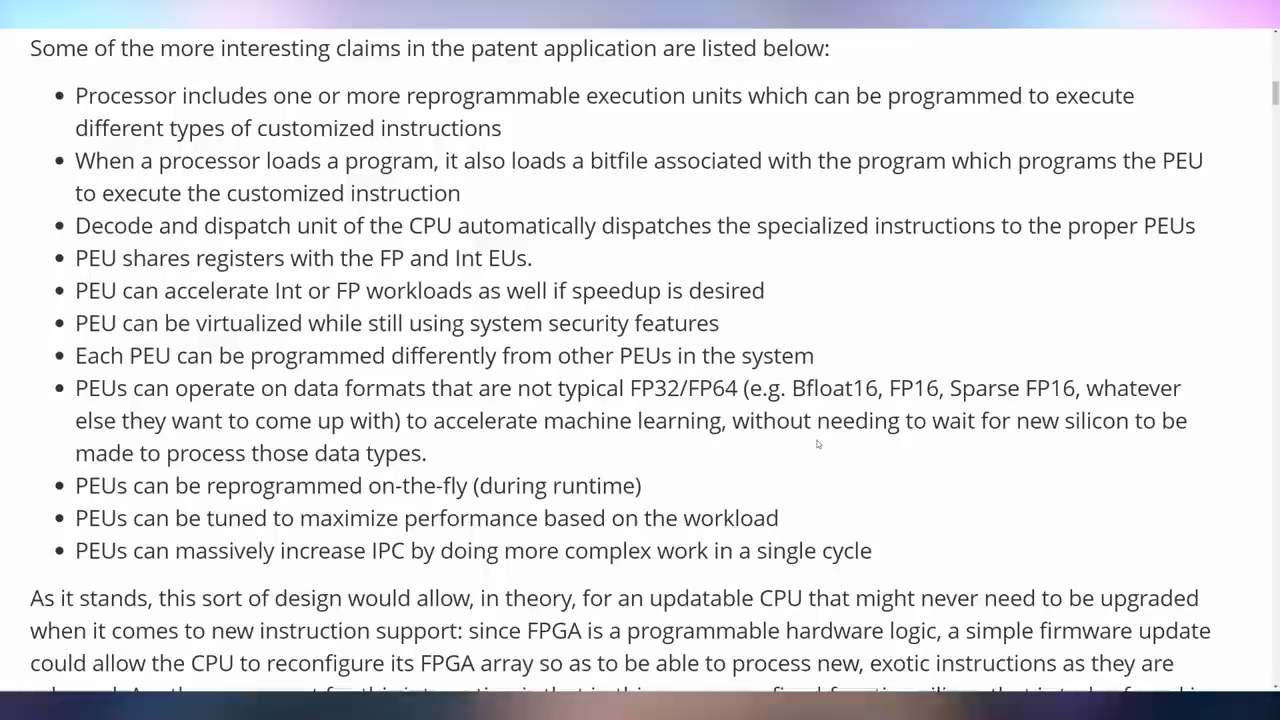 Some of the more interesting claims in the patent application are listed below:
• Processor includes one or more reprogrammable execution units which can be programmed to execute
different types of customized instructions
• When a processor loads a program, it also loads a bitfile associated with the program which programs the PEU
to execute the customized instruction
• Decode and dispatch unit of the CPU automatically dispatches the specialized instructions to the proper PEUs
• PEU shares registers with the FP and Int EUs.
• PEU can accelerate Int or FP workloads as well if speedup is desired
• PEU can be virtualized while still using system security features
• Each PEU can be programmed differently from other PEUs in the system
• PEUs can operate on data formats that are not typical FP32/FP64 (e.g. Bfloat16, FP16, Sparse FP16, whatever
else they want to come up with) to accelerate machine learning, without needing to wait for new silicon to be
made to process those data types.
• PEUs can be reprogrammed on-the-fly (during runtime)
• PEUs can be tuned to maximize performance based on the workload
• PEUs can massively increase IPC by doing more complex work in a single cycle
As it stands, this sort of design would allow, in theory, for an updatable CPU that might never need to be upgraded
when it comes to new instruction support: since FPGA is a programmable hardware logic, a simple firmware update
could allow the CPU to reconfigure its FPGA array so as to be able to process new, exotic instructions as they are